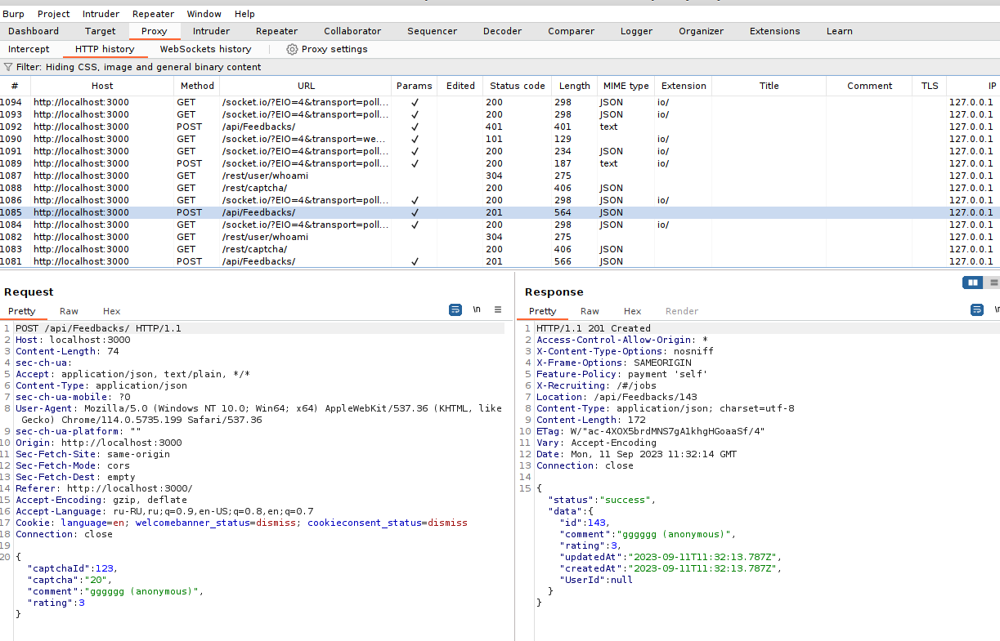 Burp Project Intruder Repeater Window Help
Dashboard Target Proxy Intruder Repeater Collaborator Sequencer Decoder Comparer Logger Organizer Extensions Learn
Intercept HTTP history WebSockets history Proxy settings
Filter: Hiding CSS, image and general binary content
# Host Method URL Params Edited Status code Length MIME type Extension Title Comment TLS IP
1094 http://localhost:3000 GET /socket.io/?EIO=4&transport=poll... ✓ 200 298 JSON io/ 127.0.0.1
1093 http://localhost:3000 GET /socket.io/?EIO=4&transport=poll... ✓ 200 298 JSON io/ 127.0.0.1
1092 http://localhost:3000 POST /api/Feedbacks/ ✓ 401 401 text 127.0.0.1
1090 http://localhost:3000 GET /socket.io/?EIO=4&transport=we... ✓ 101 129 io/ 127.0.0.1
1091 http://localhost:3000 GET /socket.io/?EIO=4&transport=poll... ✓ 200 234 JSON io/ 127.0.0.1
1089 http://localhost:3000 POST /socket.io/?EIO=4&transport=poll... ✓ 200 187 text io/ 127.0.0.1
1087 http://localhost:3000 GET /rest/user/whoami 304 275 127.0.0.1
1088 http://localhost:3000 GET /rest/captcha/ 200 406 JSON 127.0.0.1
1086 http://localhost:3000 GET /socket.io/?EIO=4&transport=poll... ✓ 200 298 JSON io/ 127.0.0.1
1085 http://localhost:3000 POST /api/Feedbacks/ ✓ 201 564 JSON 127.0.0.1
1084 http://localhost:3000 GET /socket.io/?EIO=4&transport=poll... ✓ 200 298 JSON io/ 127.0.0.1
1082 http://localhost:3000 GET /rest/user/whoami 304 275 127.0.0.1
1083 http://localhost:3000 GET /rest/captcha/ 200 406 JSON 127.0.0.1
1081 http://localhost:3000 POST /api/Feedbacks/ ✓ 201 566 JSON 127.0.0.1
Request
Pretty Raw Hex \n
1 POST /api/Feedbacks/ HTTP/1.1
2 Host: localhost:3000
3 Content-Length: 74
4 sec-ch-ua:
5 Accept: application/json, text/plain, */*
6 Content-Type: application/json
7 sec-ch-ua-mobile: ?0
8 User-Agent: Mozilla/5.0 (Windows NT 10.0; Win64; x64) AppleWebKit/537.36 (KHTML, like
Gecko) Chrome/114.0.5735.199 Safari/537.36
9 sec-ch-ua-platform: ""
10 Origin: http://localhost:3000
11 Sec-Fetch-Site: same-origin
12 Sec-Fetch-Mode: cors
13 Sec-Fetch-Dest: empty
14 Referer: http://localhost:3000/
15 Accept-Encoding: gzip, deflate
16 Accept-Language: ru-RU,ru;q=0.9,en-US;q=0.8,en;q=0.7
17 Cookie: language=en; welcomebanner_status=dismiss; cookieconsent_status=dismiss
18 Connection: close
19
20 {
"captchaId":123,
"captcha":"20",
"comment":"gggggg (anonymous)",
"rating":3
}
Response
Pretty Raw Hex Render
1 HTTP/1.1 201 Created
2 Access-Control-Allow-Origin: *
3 X-Content-Type-Options: nosniff
4 X-Frame-Options: SAMEORIGIN
5 Feature-Policy: payment 'self'
6 X-Recruiting: /#/jobs
7 Location: /api/Feedbacks/143
8 Content-Type: application/json; charset=utf-8
9 Content-Length: 172
10 ETag: W/"ac-4XOX5brdMNS7gAlkhgHGoaaSf/4"
11 Vary: Accept-Encoding
12 Date: Mon, 11 Sep 2023 11:32:14 GMT
13 Connection: close
14
15 {
"status":"success",
"data":{
"id":143,
"comment":"gggggg (anonymous)",
"rating":3,
"updatedAt":"2023-09-11T11:32:13.787Z",
"createdAt":"2023-09-11T11:32:13.787Z",
"UserId":null
}
}